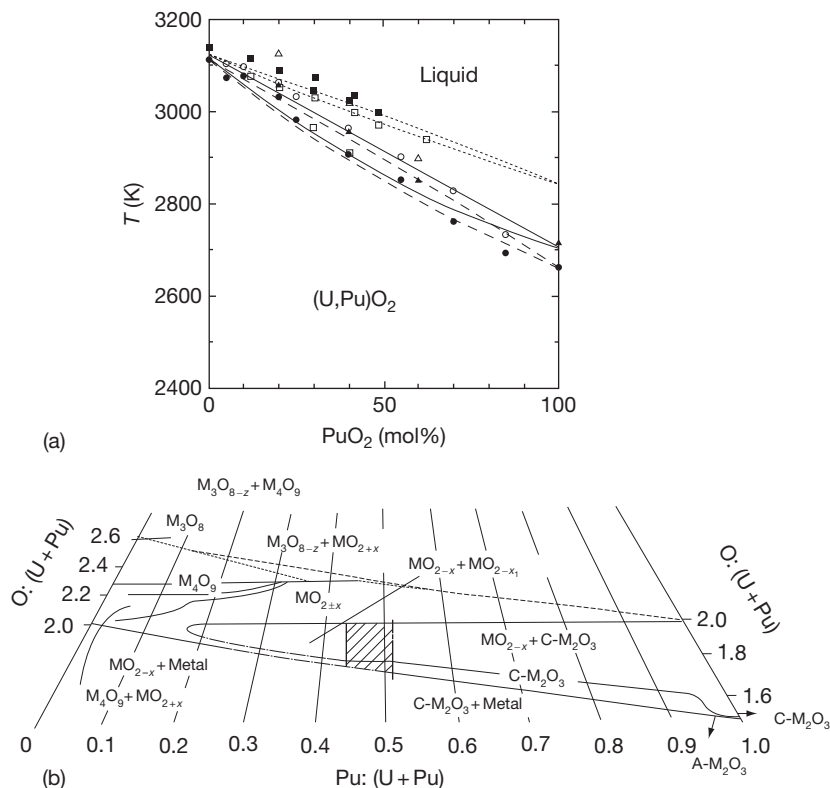 3200
3000
2800
2600
2400
T (K)
Liquid
(U,Pu)O₂
0
50
100
PuO₂ (mol%)
(a)
M₃O₈₋z + M₄O₉
M₃O₈
M₃O₈₋z + MO₂₊ₓ
MO₂₋ₓ + MO₂₋ₓ₁
O: (U + Pu)
2.6
2.4
2.2
2.0
M₄O₉
MO₂±ₓ
MO₂₋ₓ + C-M₂O₃
O: (U + Pu)
2.0
1.8
1.6
MO₂₋ₓ + Metal
M₄O₉ + MO₂₊ₓ
C-M₂O₃
C-M₂O₃ + Metal
C-M₂O₃
A-M₂O₃
0
0.1
0.2
0.3
0.4
0.5
0.6
0.7
0.8
0.9
1.0
(b)
Pu: (U + Pu)